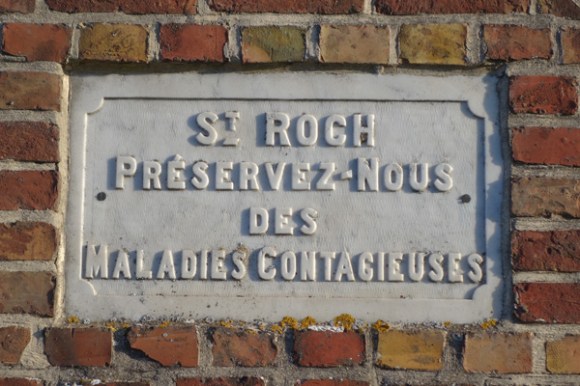 ST ROCH
PRÉSERVEZ-NOUS
DES
MALADIES CONTAGIEUSES